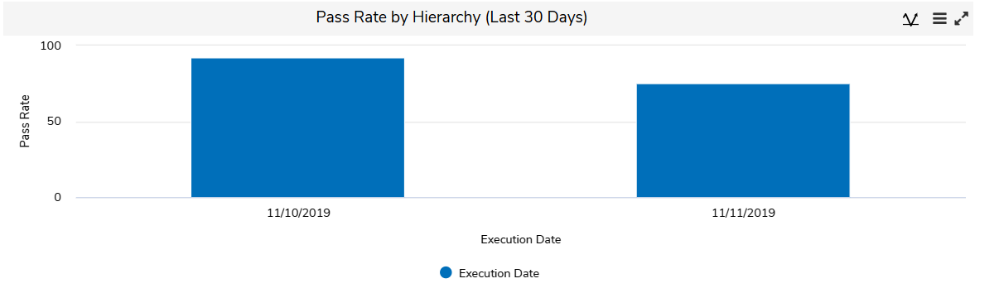 Pass Rate by Hierarchy (Last 30 Days)
100
50
0
Pass Rate
11/10/2019
11/11/2019
Execution Date
Execution Date